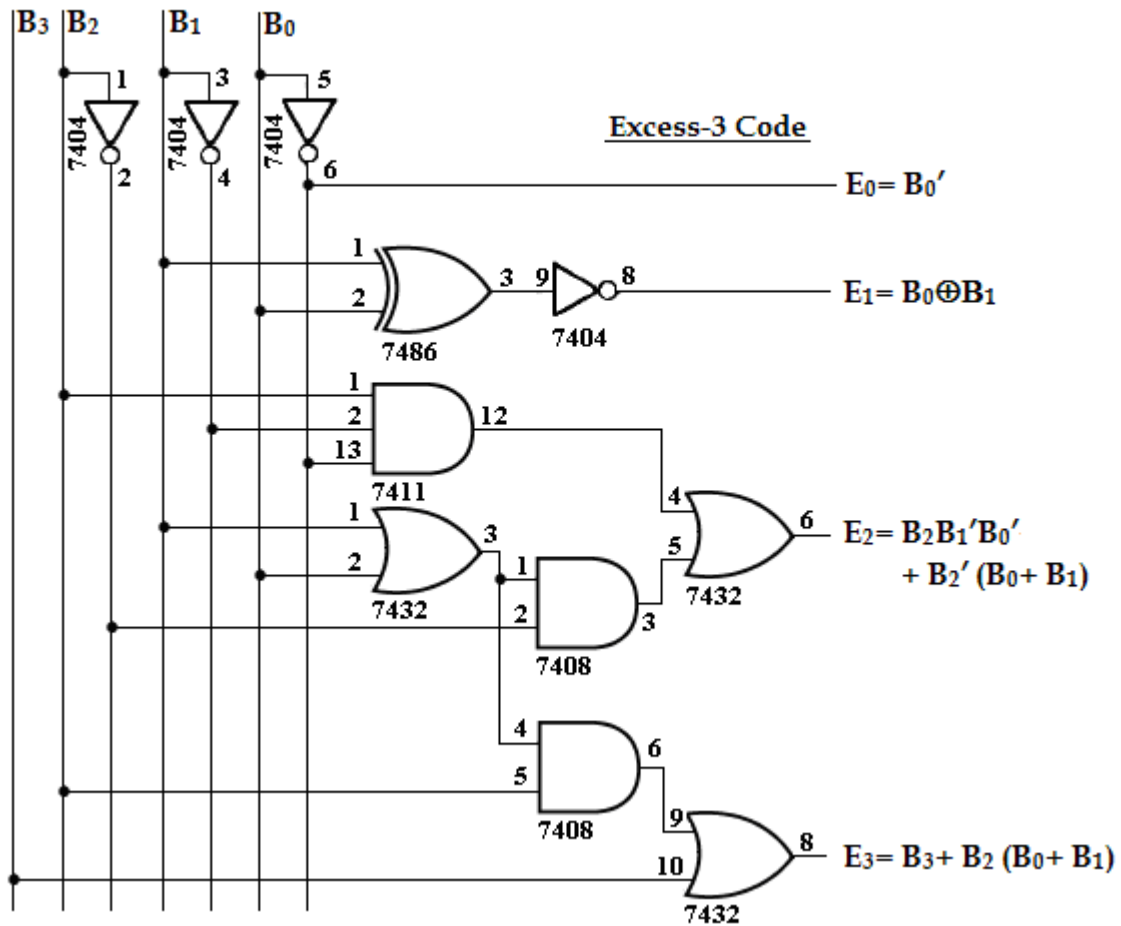 B₃ B₂ B₁ B₀
1 3 5
7404 7404 7404
2 4 6
Excess-3 Code
E₀= B₀′
1
2
3 9 8
E₁= B₀⊕B₁
7486 7404
1
2
13
12
7411
1
2
3
7432
1
2
3
7408
4
5
6
7432
E₂= B₂B₁′B₀′
+ B₂′ (B₀+ B₁)
4
5
6
7408
9
10
8
7432
E₃= B₃+ B₂ (B₀+ B₁)